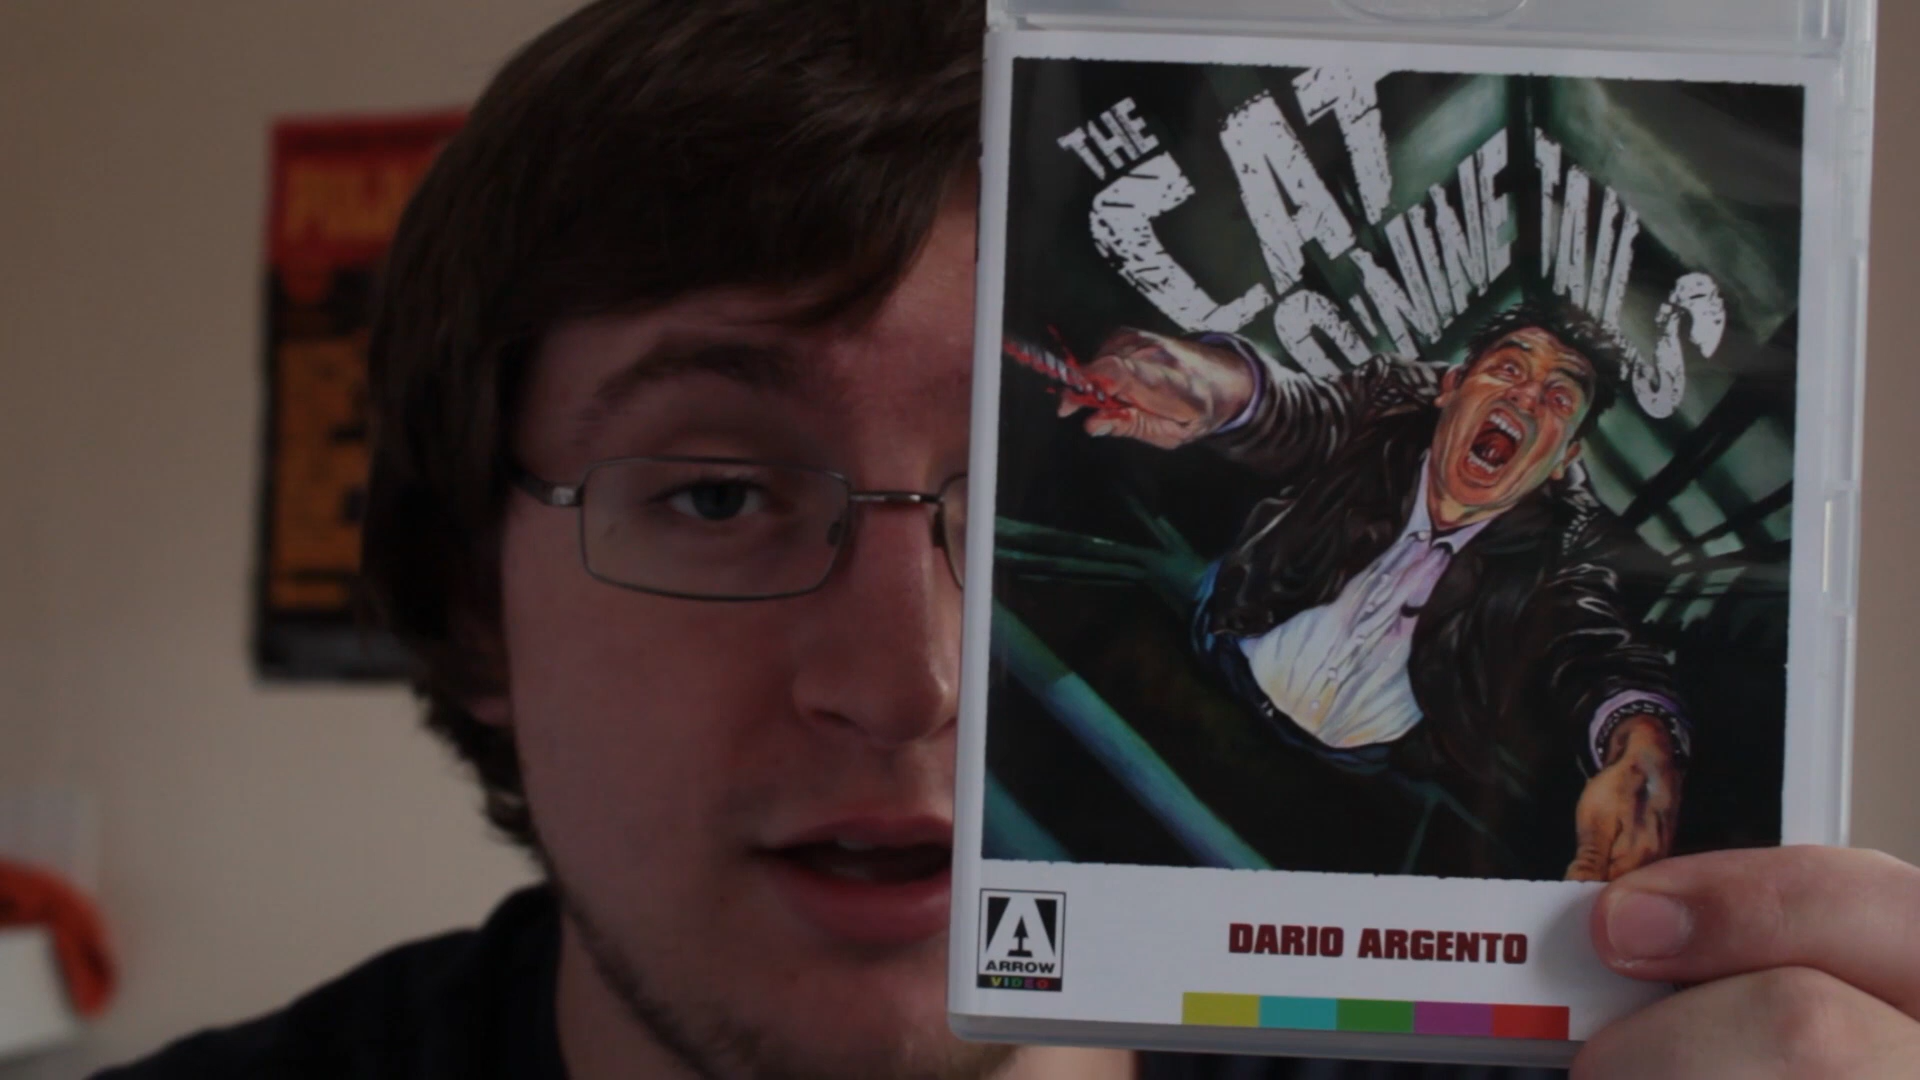 THE
CAT
O'NINE TAILS
DARIO ARGENTO
ARROW
VIDEO